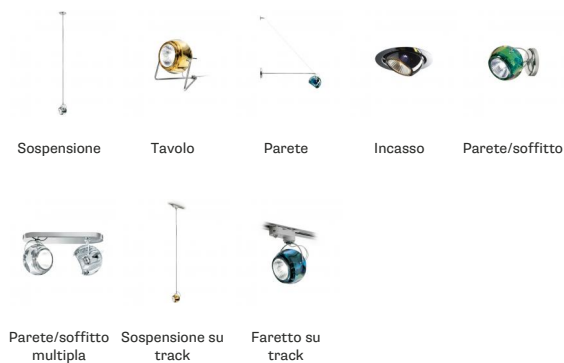 Sospensione
Tavolo
Parete
Incasso
Parete/soffitto
Parete/soffitto
multipla
Sospensione su
track
Faretto su
track